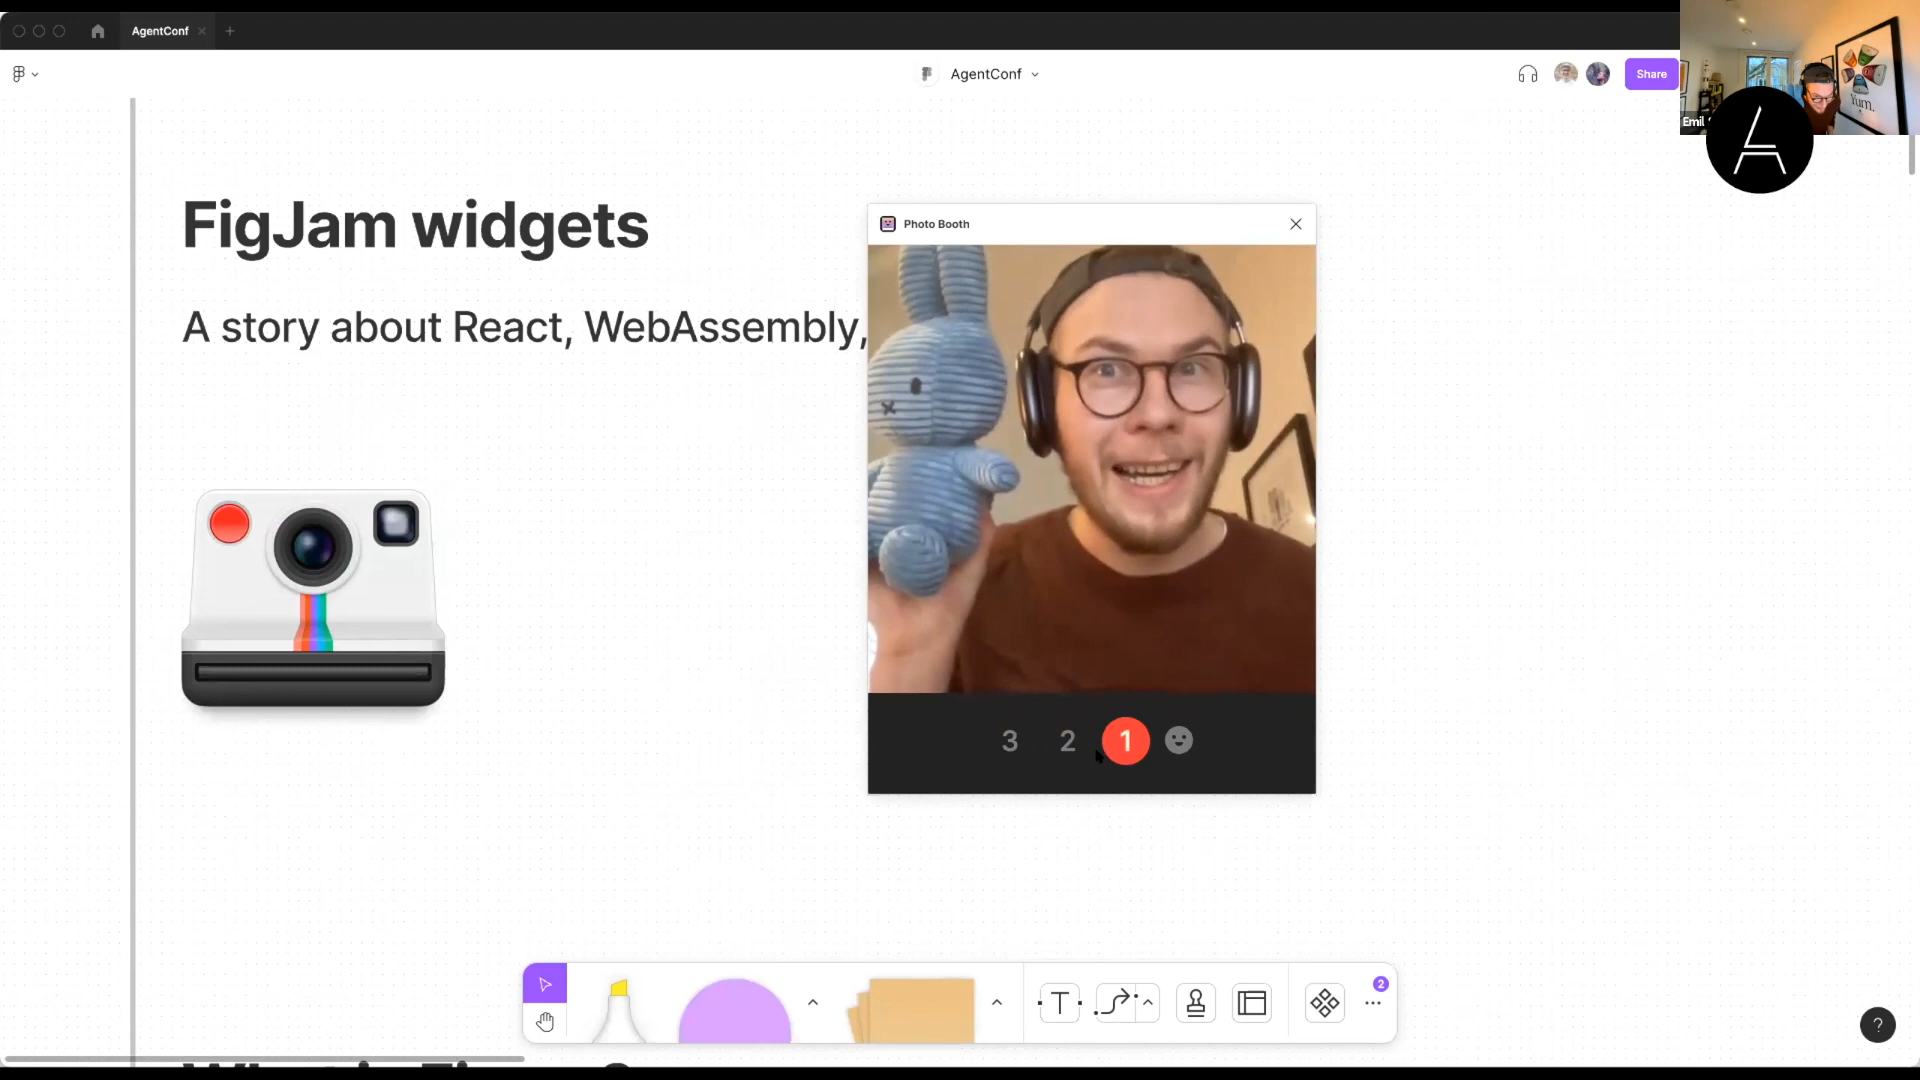 AgentConf
AgentConf
Share
Emil
Yum.
FigJam widgets
A story about React, WebAssembly,
Photo Booth
3 2 1
T
2
?